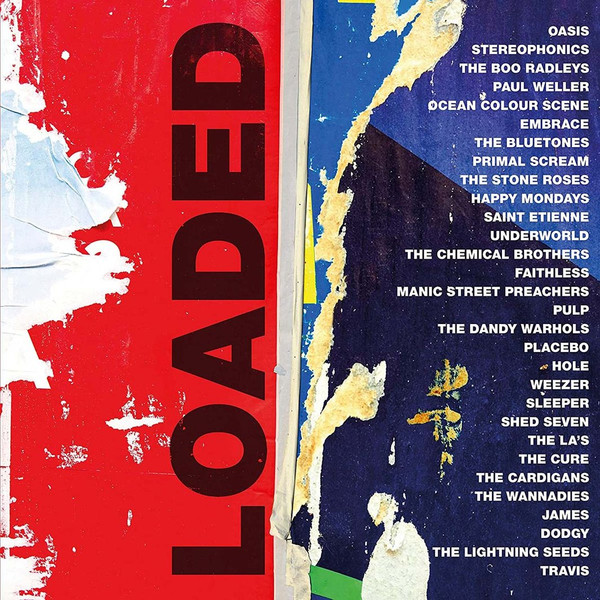 LOADED
OASIS
STEREOPHONICS
THE BOO RADLEYS
PAUL WELLER
OCEAN COLOUR SCENE
EMBRACE
THE BLUETONES
PRIMAL SCREAM
THE STONE ROSES
HAPPY MONDAYS
SAINT ETIENNE
UNDERWORLD
THE CHEMICAL BROTHERS
FAITHLESS
MANIC STREET PREACHERS
PULP
THE DANDY WARHOLS
PLACEBO
HOLE
WEEZER
SLEEPER
SHED SEVEN
THE LA'S
THE CURE
THE CARDIGANS
THE WANNADIES
JAMES
DODGY
THE LIGHTNING SEEDS
TRAVIS